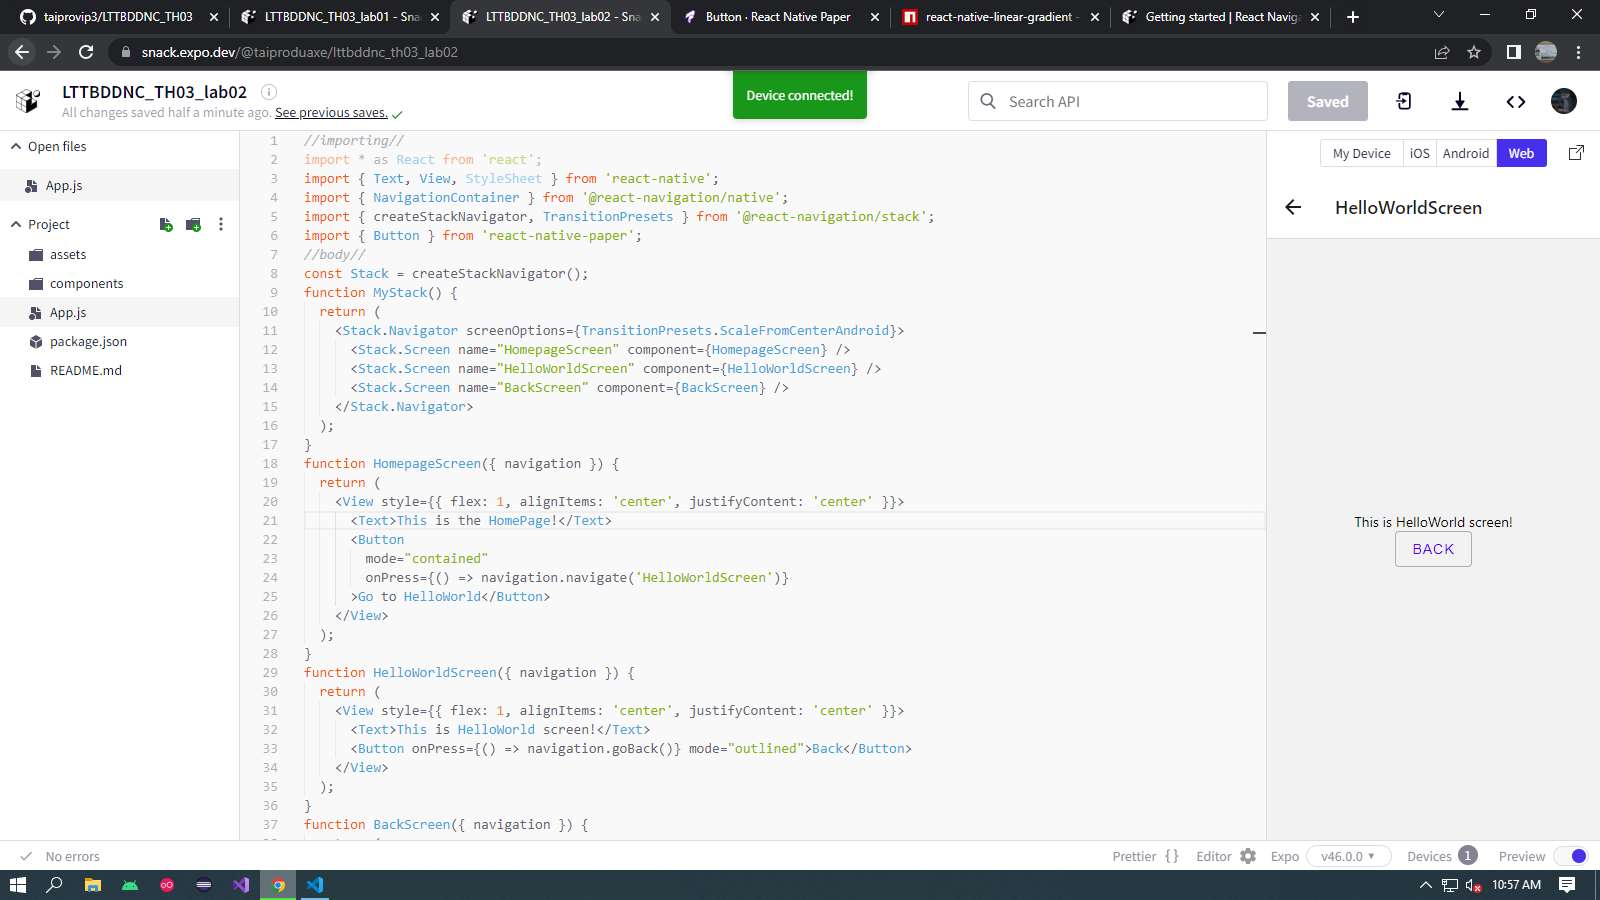 taiprovip3/LTTBDDNC_TH03
LTTBDDNC_TH03_lab01 - Sna
LTTBDDNC_TH03_lab02 - Sna
Button · React Native Paper
react-native-linear-gradient -
Getting started | React Naviga
snack.expo.dev/@taiproduaxe/lttbddnc_th03_lab02
LTTBDDNC_TH03_lab02
All changes saved half a minute ago. See previous saves.
Device connected!
Search API
Saved
Open files
App.js
Project
assets
components
App.js
package.json
README.md
1 //importing//
2 import * as React from 'react';
3 import { Text, View, StyleSheet } from 'react-native';
4 import { NavigationContainer } from '@react-navigation/native';
5 import { createStackNavigator, TransitionPresets } from '@react-navigation/stack';
6 import { Button } from 'react-native-paper';
7 //body//
8 const Stack = createStackNavigator();
9 function MyStack() {
10 return (
11 <Stack.Navigator screenOptions={TransitionPresets.ScaleFromCenterAndroid}>
12 <Stack.Screen name="HomepageScreen" component={HomepageScreen} />
13 <Stack.Screen name="HelloWorldScreen" component={HelloWorldScreen} />
14 <Stack.Screen name="BackScreen" component={BackScreen} />
15 </Stack.Navigator>
16 );
17 }
18 function HomepageScreen({ navigation }) {
19 return (
20 <View style={{ flex: 1, alignItems: 'center', justifyContent: 'center' }}>
21 <Text>This is the HomePage!</Text>
22 <Button
23 mode="contained"
24 onPress={() => navigation.navigate('HelloWorldScreen')}
25 >Go to HelloWorld</Button>
26 </View>
27 );
28 }
29 function HelloWorldScreen({ navigation }) {
30 return (
31 <View style={{ flex: 1, alignItems: 'center', justifyContent: 'center' }}>
32 <Text>This is HelloWorld screen!</Text>
33 <Button onPress={() => navigation.goBack()} mode="outlined">Back</Button>
34 </View>
35 );
36 }
37 function BackScreen({ navigation }) {
My Device
iOS
Android
Web
HelloWorldScreen
This is HelloWorld screen!
BACK
No errors
Prettier {}
Editor
Expo
v46.0.0
Devices 1
Preview
10:57 AM